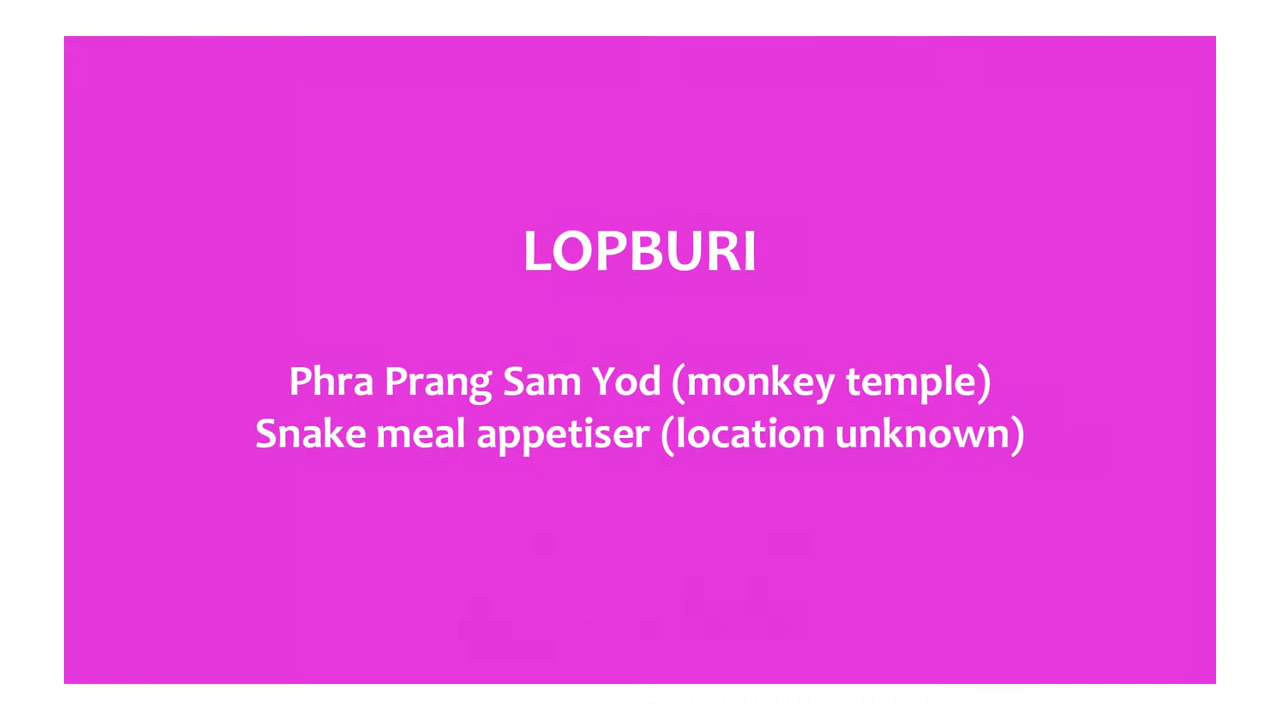 LOPBURI
Phra Prang Sam Yod (monkey temple)
Snake meal appetiser (location unknown)